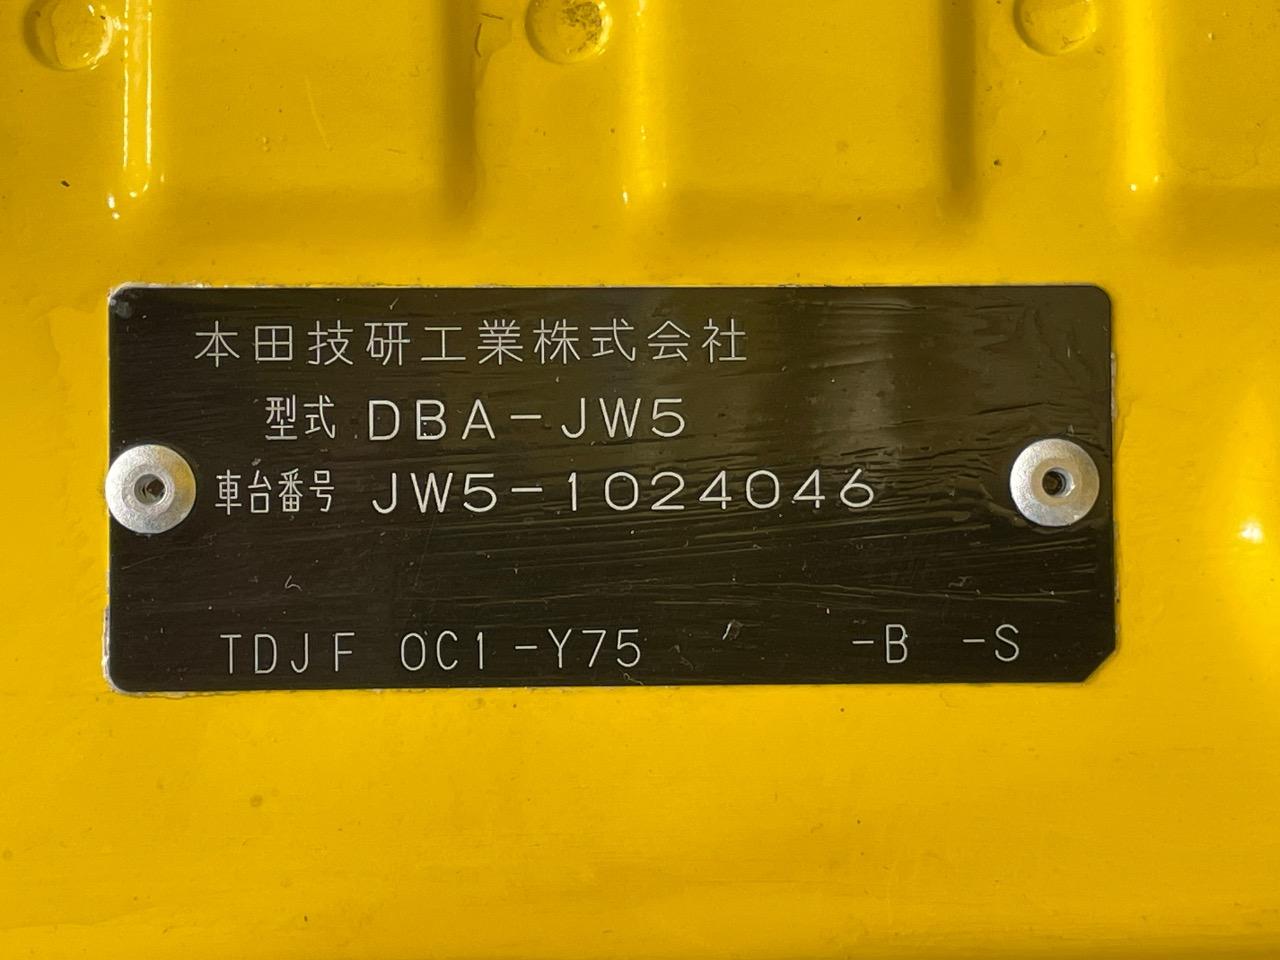 本田技研工業株式会社
型式 DBA-JW5
車台番号 JW5-1024046
TDJF 0C1-Y75 -B -S